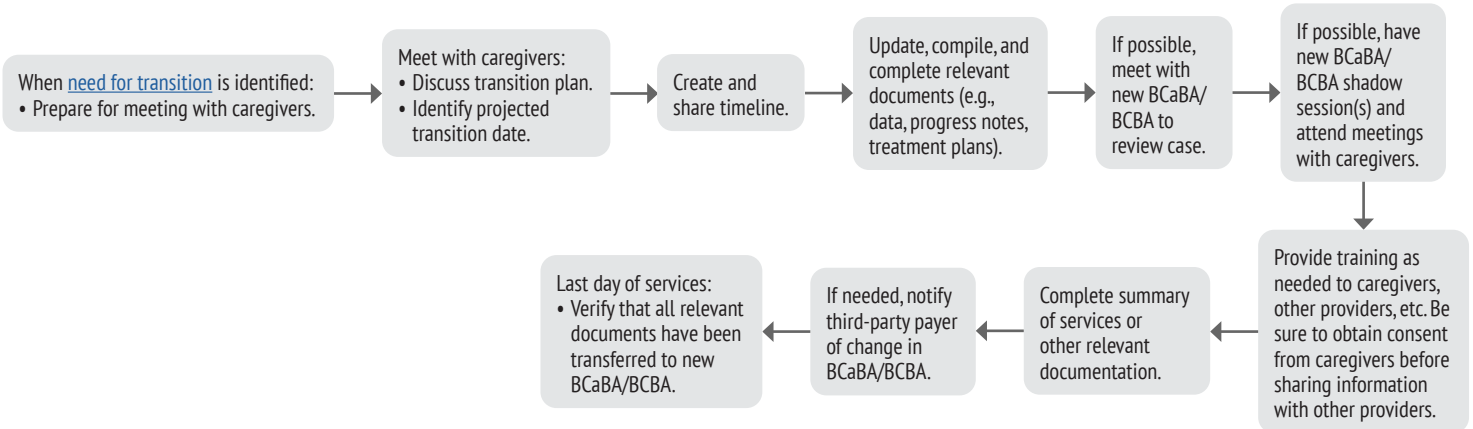 When need for transition is identified:
• Prepare for meeting with caregivers.
Meet with caregivers:
• Discuss transition plan.
• Identify projected
transition date.
Create and
share timeline.
Update, compile, and
complete relevant
documents (e.g.,
data, progress notes,
treatment plans).
If possible,
meet with
new BCaBA/
BCBA to
review case.
If possible, have
new BCaBA/
BCBA shadow
session(s) and
attend meetings
with caregivers.
Provide training as
needed to caregivers,
other providers, etc. Be
sure to obtain consent
from caregivers before
sharing information
with other providers.
Complete summary
of services or
other relevant
documentation.
If needed, notify
third-party payer
of change in
BCaBA/BCBA.
Last day of services:
• Verify that all relevant
documents have been
transferred to new
BCaBA/BCBA.